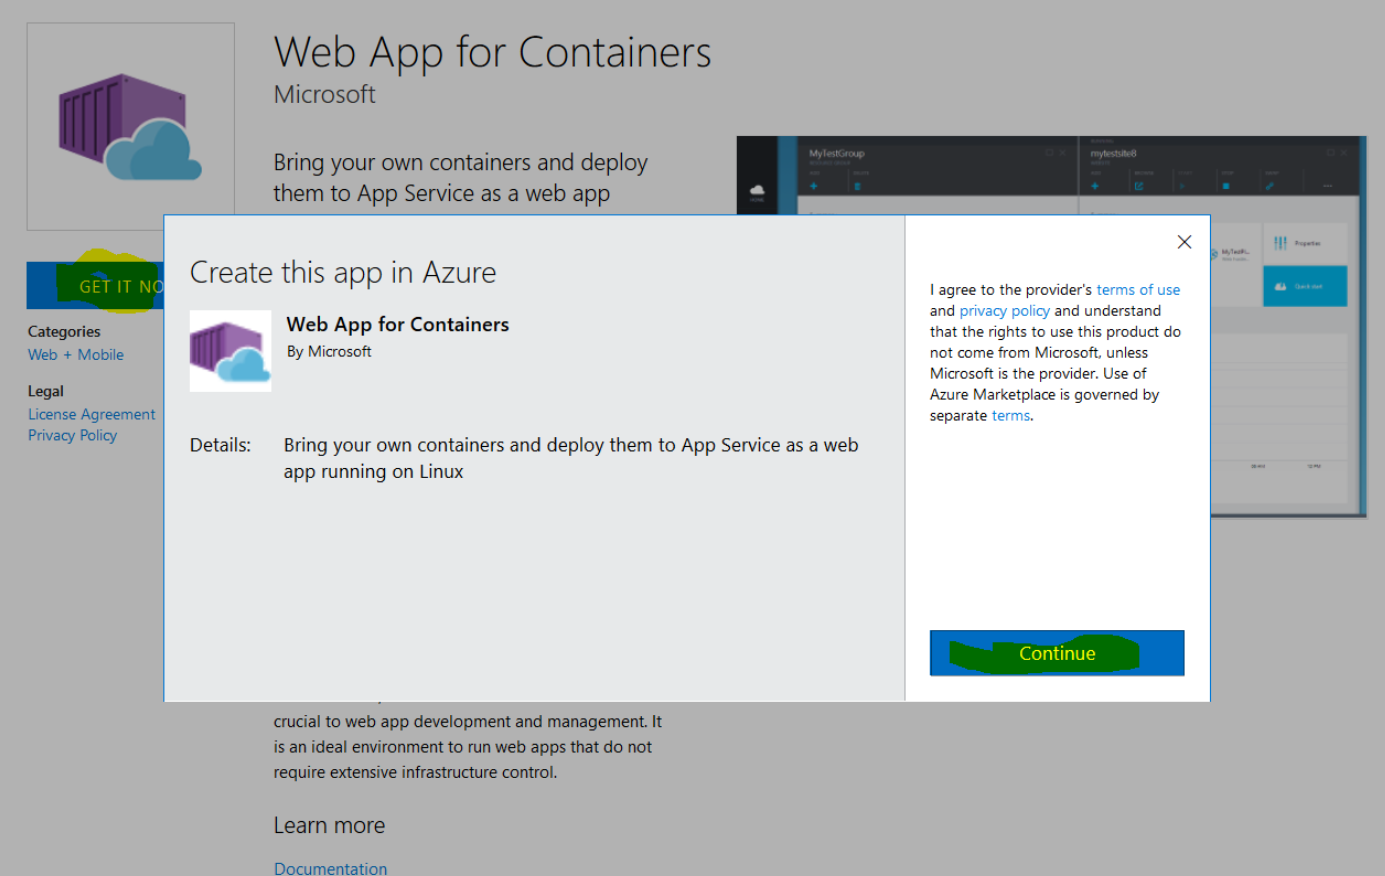 Web App for Containers
Microsoft
Bring your own containers and deploy
them to App Service as a web app
MyTestGroup
mytestsite8
GET IT NO
Categories
Web + Mobile
Legal
License Agreement
Privacy Policy
Create this app in Azure
Web App for Containers
By Microsoft
Details:
Bring your own containers and deploy them to App Service as a web
app running on Linux
I agree to the provider's terms of use
and privacy policy and understand
that the rights to use this product do
not come from Microsoft, unless
Microsoft is the provider. Use of
Azure Marketplace is governed by
separate terms.
Continue
Properties
Quick start
crucial to web app development and management. It
is an ideal environment to run web apps that do not
require extensive infrastructure control.
Learn more
Documentation